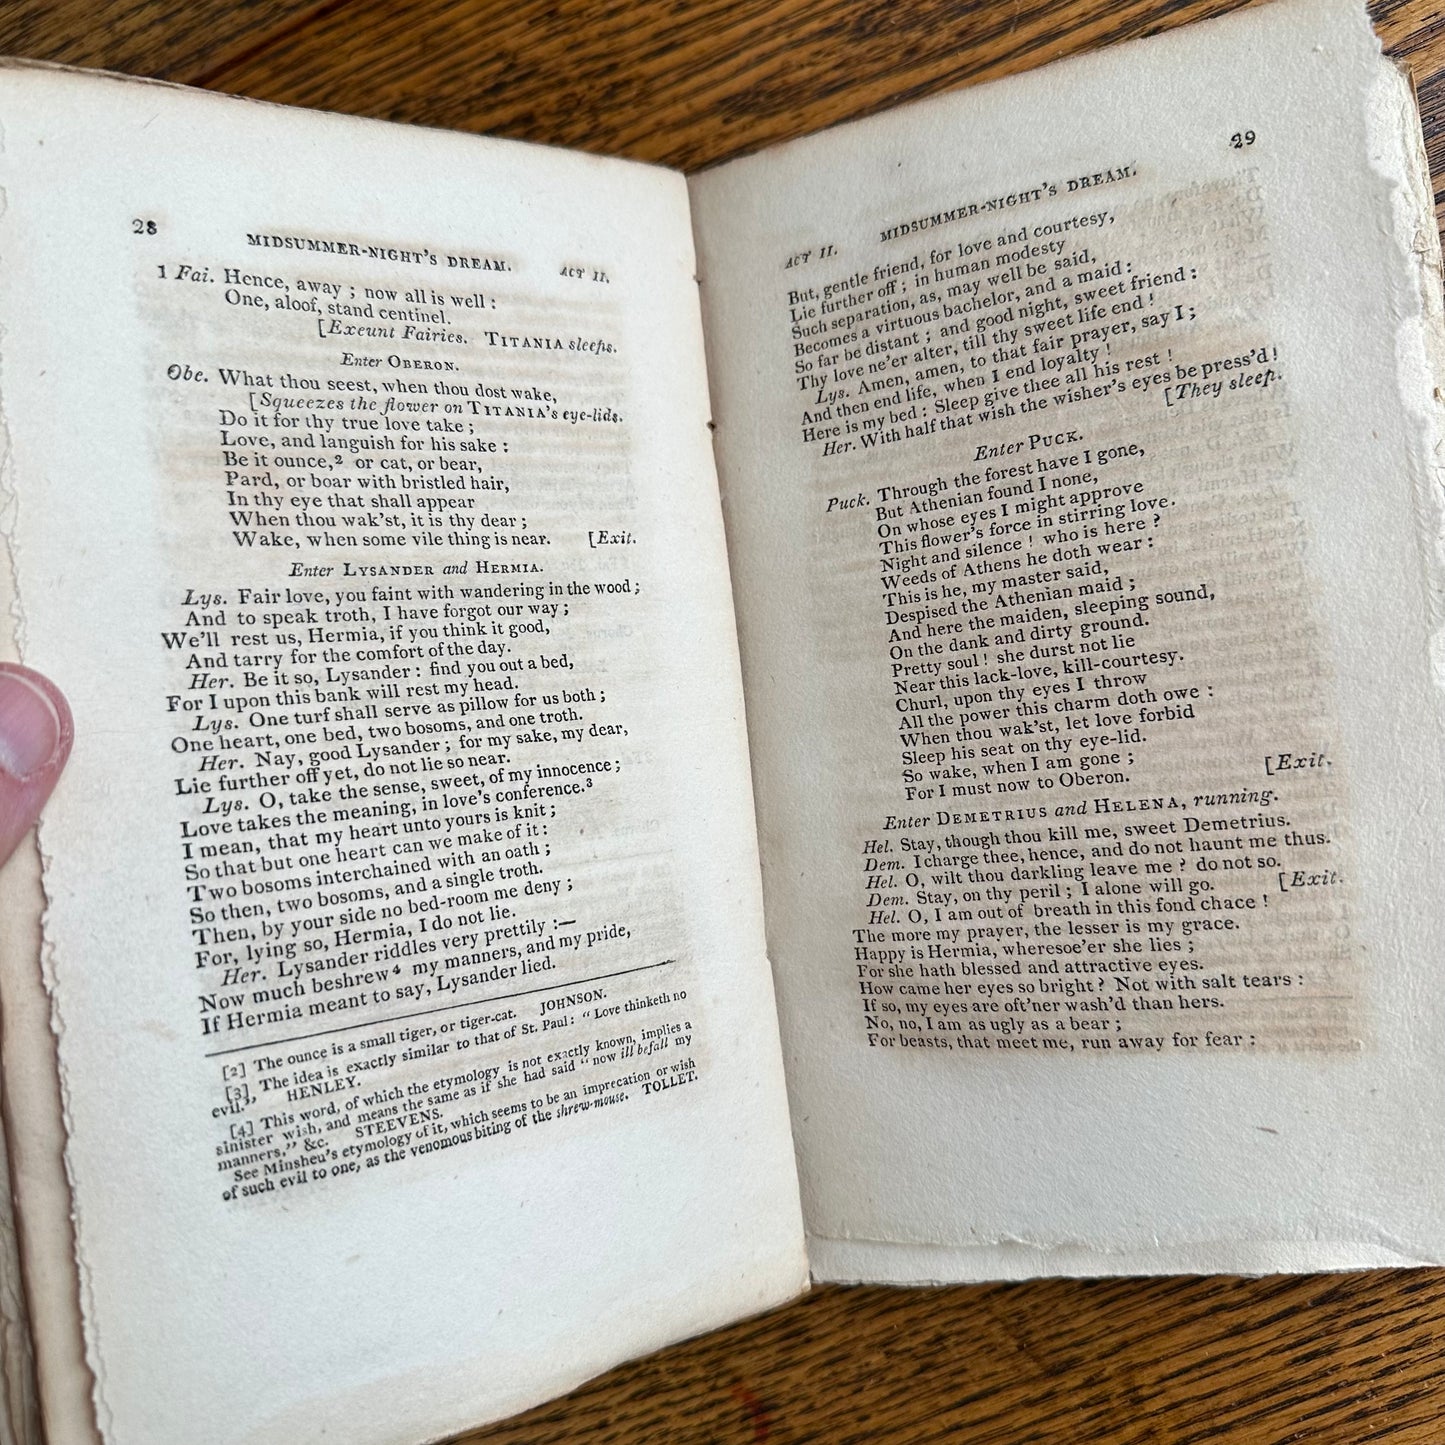 28
MIDSUMMER-NIGHT'S DREAM. ACT II.
1 Fai. Hence, away ; now all is well :
One, aloof, stand centinel.
[Exeunt Fairies. TITANIA sleeps.
Enter OBERON.
Obe. What thou seest, when thou dost wake,
[Squeezes the flower on TITANIA's eye-lids.
Do it for thy true love take ;
Love, and languish for his sake :
Be it ounce,2 or cat, or bear,
Pard, or boar with bristled hair,
In thy eye that shall appear
When thou wak'st, it is thy dear ;
Wake, when some vile thing is near. [Exit.
Enter LYSANDER and HERMIA.
Lys. Fair love, you faint with wandering in the wood ;
And to speak troth, I have forgot our way ;
We'll rest us, Hermia, if you think it good,
And tarry for the comfort of the day.
Her. Be it so, Lysander : find you out a bed,
For I upon this bank will rest my head.
Lys. One turf shall serve as pillow for us both ;
One heart, one bed, two bosoms, and one troth.
Her. Nay, good Lysander ; for my sake, my dear,
Lie further off yet, do not lie so near.
Lys. O, take the sense, sweet, of my innocence ;
Love takes the meaning, in love's conference.3
I mean, that my heart unto yours is knit ;
So that but one heart can we make of it :
Two bosoms interchained with an oath ;
So then, two bosoms, and a single troth.
Then, by your side no bed-room me deny ;
For, lying so, Hermia, I do not lie.
Her. Lysander riddles very prettily :—
Now much beshrew4 my manners, and my pride,
If Hermia meant to say, Lysander lied.
[2] The ounce is a small tiger, or tiger-cat. JOHNSON.
[3] The idea is exactly similar to that of St. Paul : "Love thinketh no
evil." HENLEY.
[4] This word, of which the etymology is not exactly known, implies a
sinister wish, and means the same as if she had said "now ill befall my
manners," &c. STEEVENS.
See Minsheu's etymology of it, which seems to be an imprecation or wish
of such evil to one, as the venomous biting of the shrew-mouse. TOLLET.
29
ACT II. MIDSUMMER-NIGHT'S DREAM.
But, gentle friend, for love and courtesy,
Lie further off ; in human modesty
Such separation, as, may well be said,
Becomes a virtuous bachelor, and a maid :
So far be distant ; and good night, sweet friend :
Thy love ne'er alter, till thy sweet life end !
Lys. Amen, amen, to that fair prayer, say I ;
And then end life, when I end loyalty !
Here is my bed : Sleep give thee all his rest !
Her. With half that wish the wisher's eyes be press'd !
[They sleep.
Enter PUCK.
Puck. Through the forest have I gone,
But Athenian found I none,
On whose eyes I might approve
This flower's force in stirring love.
Night and silence ! who is here ?
Weeds of Athens he doth wear :
This is he, my master said,
Despised the Athenian maid ;
And here the maiden, sleeping sound,
On the dank and dirty ground.
Pretty soul ! she durst not lie
Near this lack-love, kill-courtesy.
Churl, upon thy eyes I throw
All the power this charm doth owe :
When thou wak'st, let love forbid
Sleep his seat on thy eye-lid.
So wake, when I am gone ;
For I must now to Oberon. [Exit.
Enter DEMETRIUS and HELENA, running.
Hel. Stay, though thou kill me, sweet Demetrius.
Dem. I charge thee, hence, and do not haunt me thus.
Hel. O, wilt thou darkling leave me ? do not so.
Dem. Stay, on thy peril ; I alone will go. [Exit.
Hel. O, I am out of breath in this fond chace !
The more my prayer, the lesser is my grace.
Happy is Hermia, wheresoe'er she lies ;
For she hath blessed and attractive eyes.
How came her eyes so bright ? Not with salt tears :
If so, my eyes are oft'ner wash'd than hers.
No, no, I am as ugly as a bear ;
For beasts, that meet me, run away for fear :